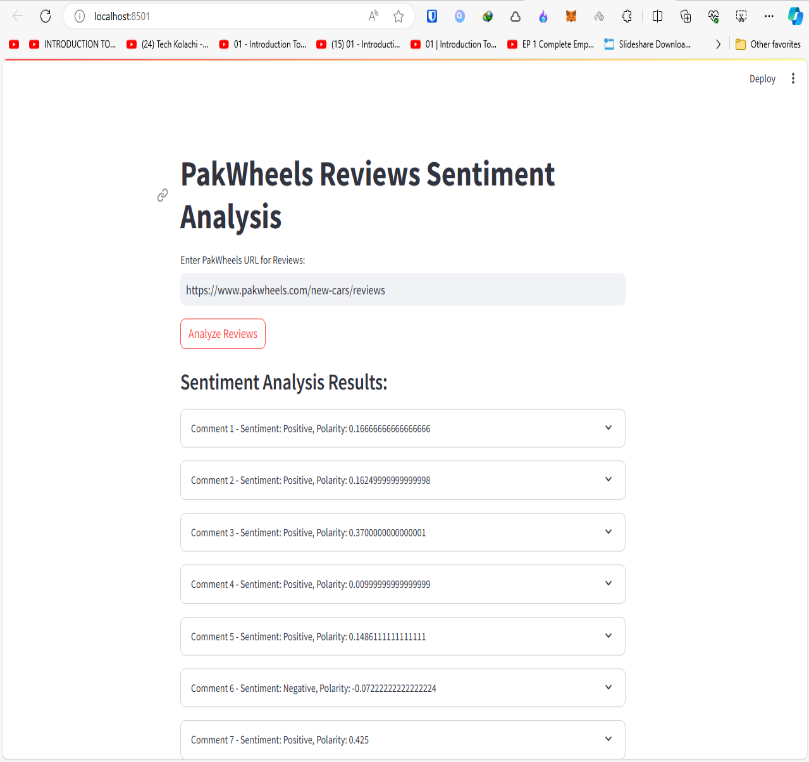 localhost:8501
INTRODUCTION TO... (24) Tech Kolachi -... 01 - Introduction To... (15) 01 - Introducti... 01 | Introduction To... EP 1 Complete Emp... Slideshare Downloa... Other favorites
Deploy
PakWheels Reviews Sentiment
Analysis
Enter PakWheels URL for Reviews:
https://www.pakwheels.com/new-cars/reviews
Analyze Reviews
Sentiment Analysis Results:
Comment 1 - Sentiment: Positive, Polarity: 0.16666666666666666
Comment 2 - Sentiment: Positive, Polarity: 0.16249999999999998
Comment 3 - Sentiment: Positive, Polarity: 0.3700000000000001
Comment 4 - Sentiment: Positive, Polarity: 0.00999999999999999
Comment 5 - Sentiment: Positive, Polarity: 0.1486111111111111
Comment 6 - Sentiment: Negative, Polarity: -0.07222222222222224
Comment 7 - Sentiment: Positive, Polarity: 0.425